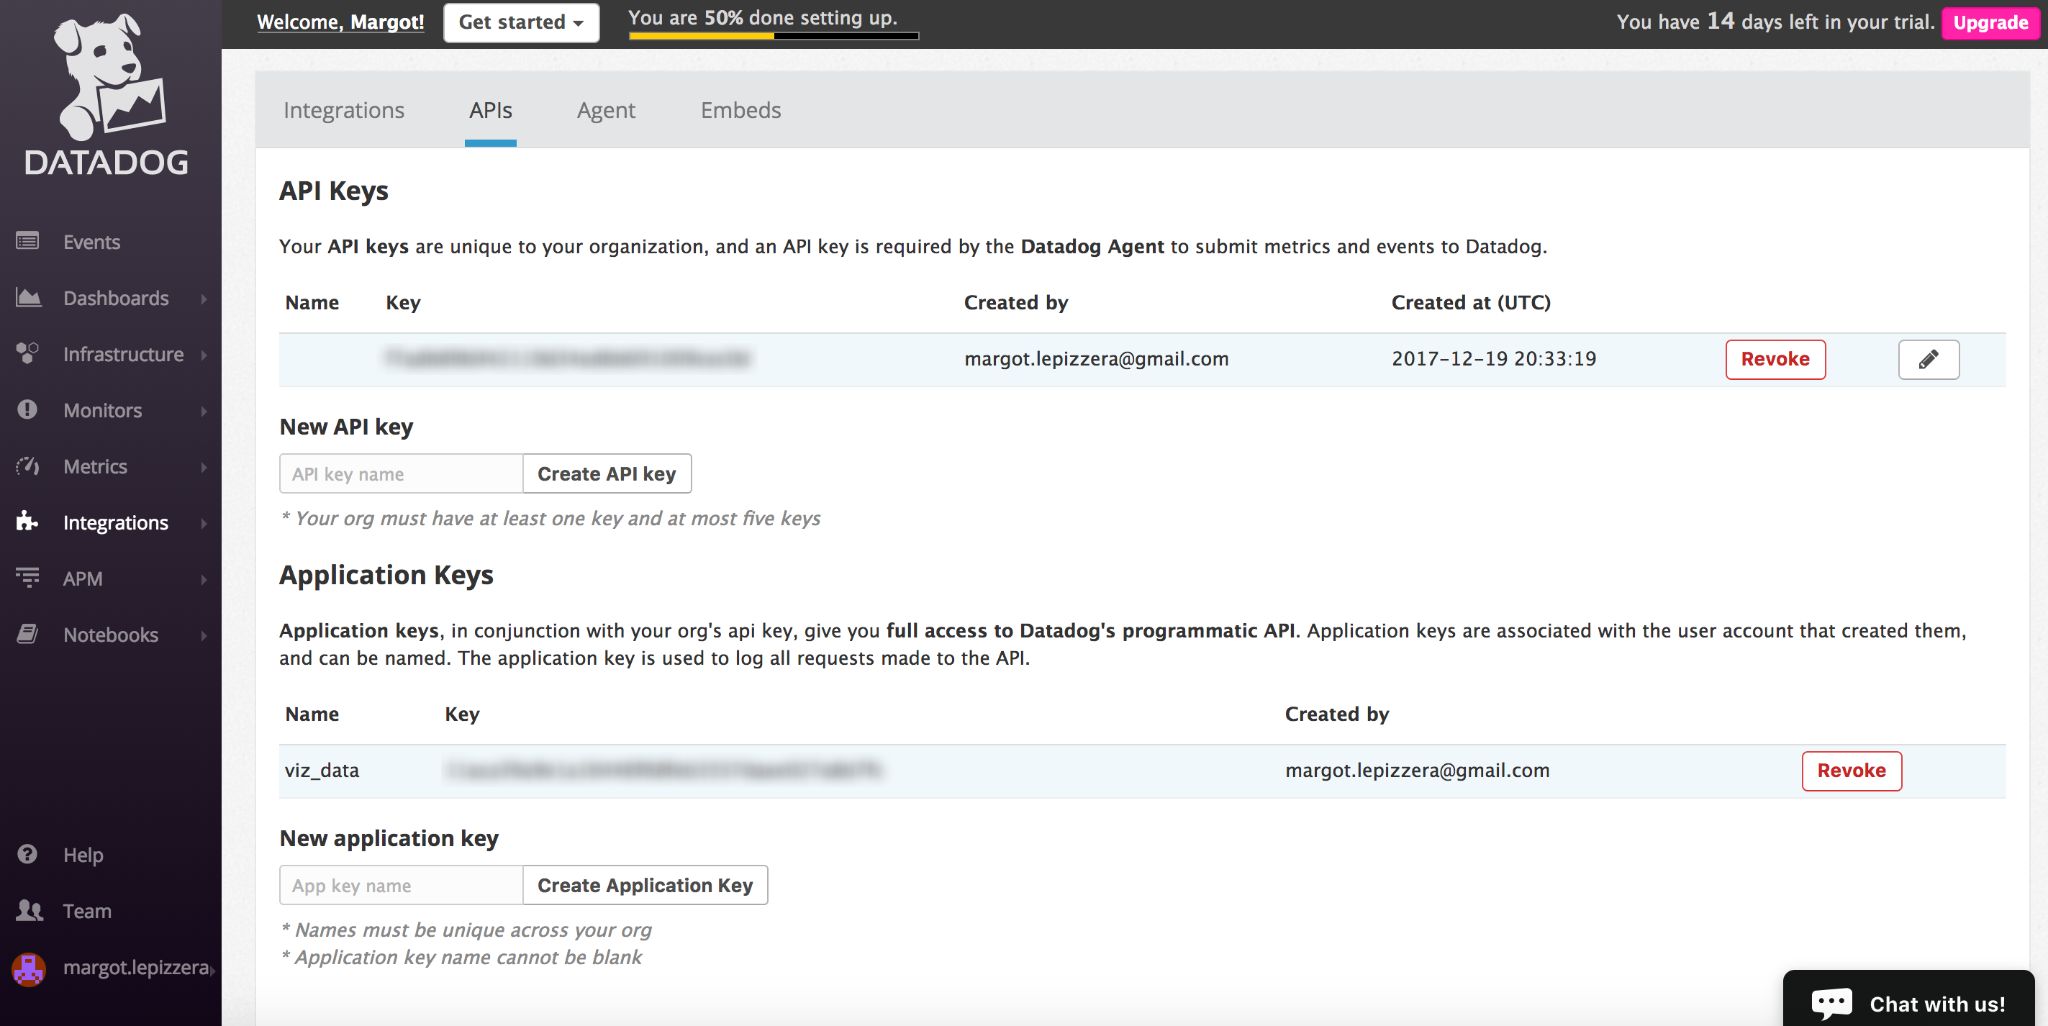 Welcome, Margot!
Get started
You are 50% done setting up.
You have 14 days left in your trial.
Upgrade
DATADOG
Events
Dashboards
Infrastructure
Monitors
Metrics
Integrations
APM
Notebooks
Help
Team
margot.lepizzera
Integrations
APIs
Agent
Embeds
API Keys
Your API keys are unique to your organization, and an API key is required by the Datadog Agent to submit metrics and events to Datadog.
Name Key Created by Created at (UTC)
margot.lepizzera@gmail.com 2017-12-19 20:33:19 Revoke
New API key
API key name Create API key
* Your org must have at least one key and at most five keys
Application Keys
Application keys, in conjunction with your org's api key, give you full access to Datadog's programmatic API. Application keys are associated with the user account that created them,
and can be named. The application key is used to log all requests made to the API.
Name Key Created by
viz_data margot.lepizzera@gmail.com Revoke
New application key
App key name Create Application Key
* Names must be unique across your org
* Application key name cannot be blank
Chat with us!